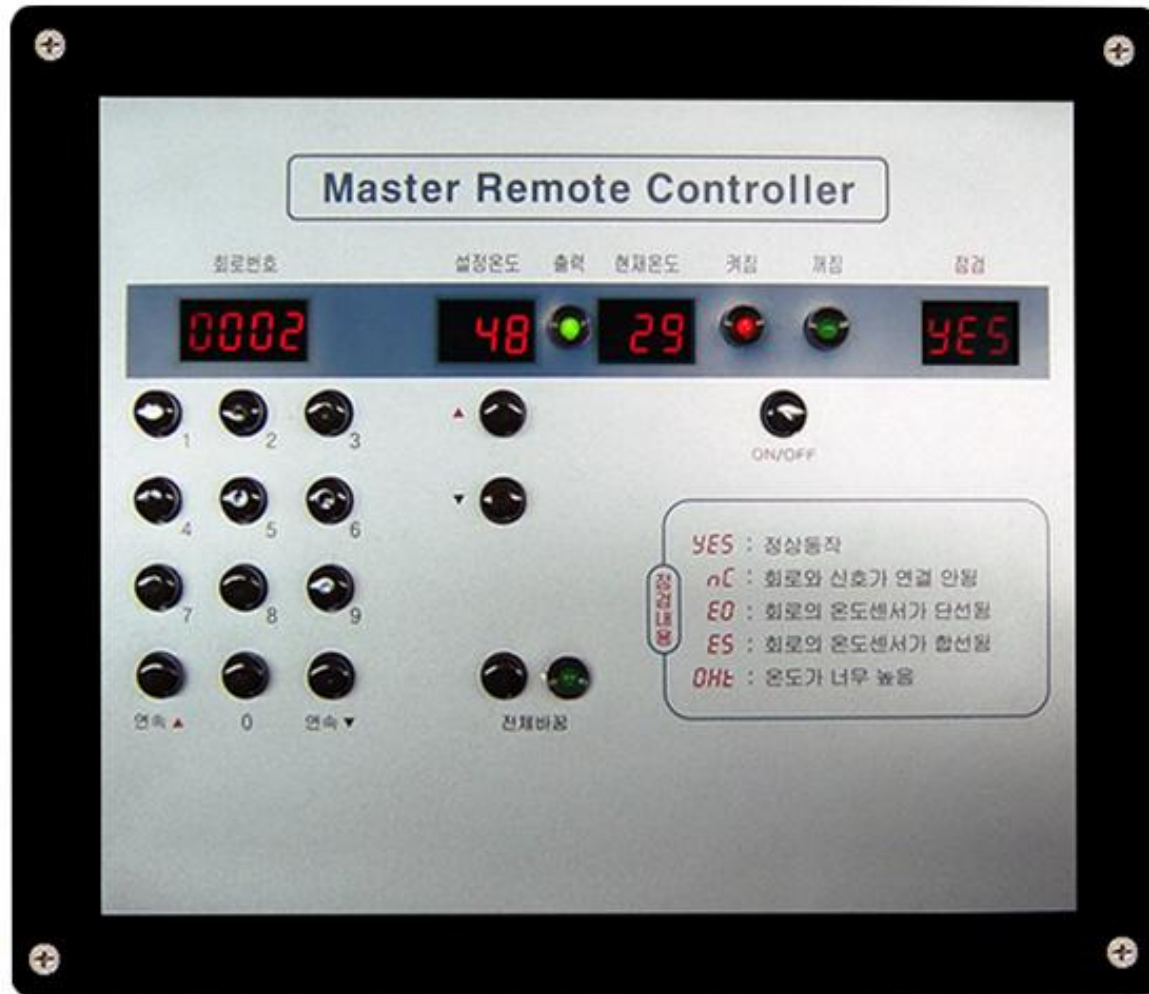 Master Remote Controller
회로번호 설정온도 출력 현재온도 켜짐 꺼짐 점검
0002 48 29 YES
1 2 3 ▲ ON/OFF
4 5 6 ▼
7 8 9
연속 ▲ 0 연속 ▼ 전체바꿈
점검내용
YES : 정상동작
nC : 회로와 신호가 연결 안됨
EO : 회로의 온도센서가 단선됨
ES : 회로의 온도센서가 합선됨
OHt : 온도가 너무 높음